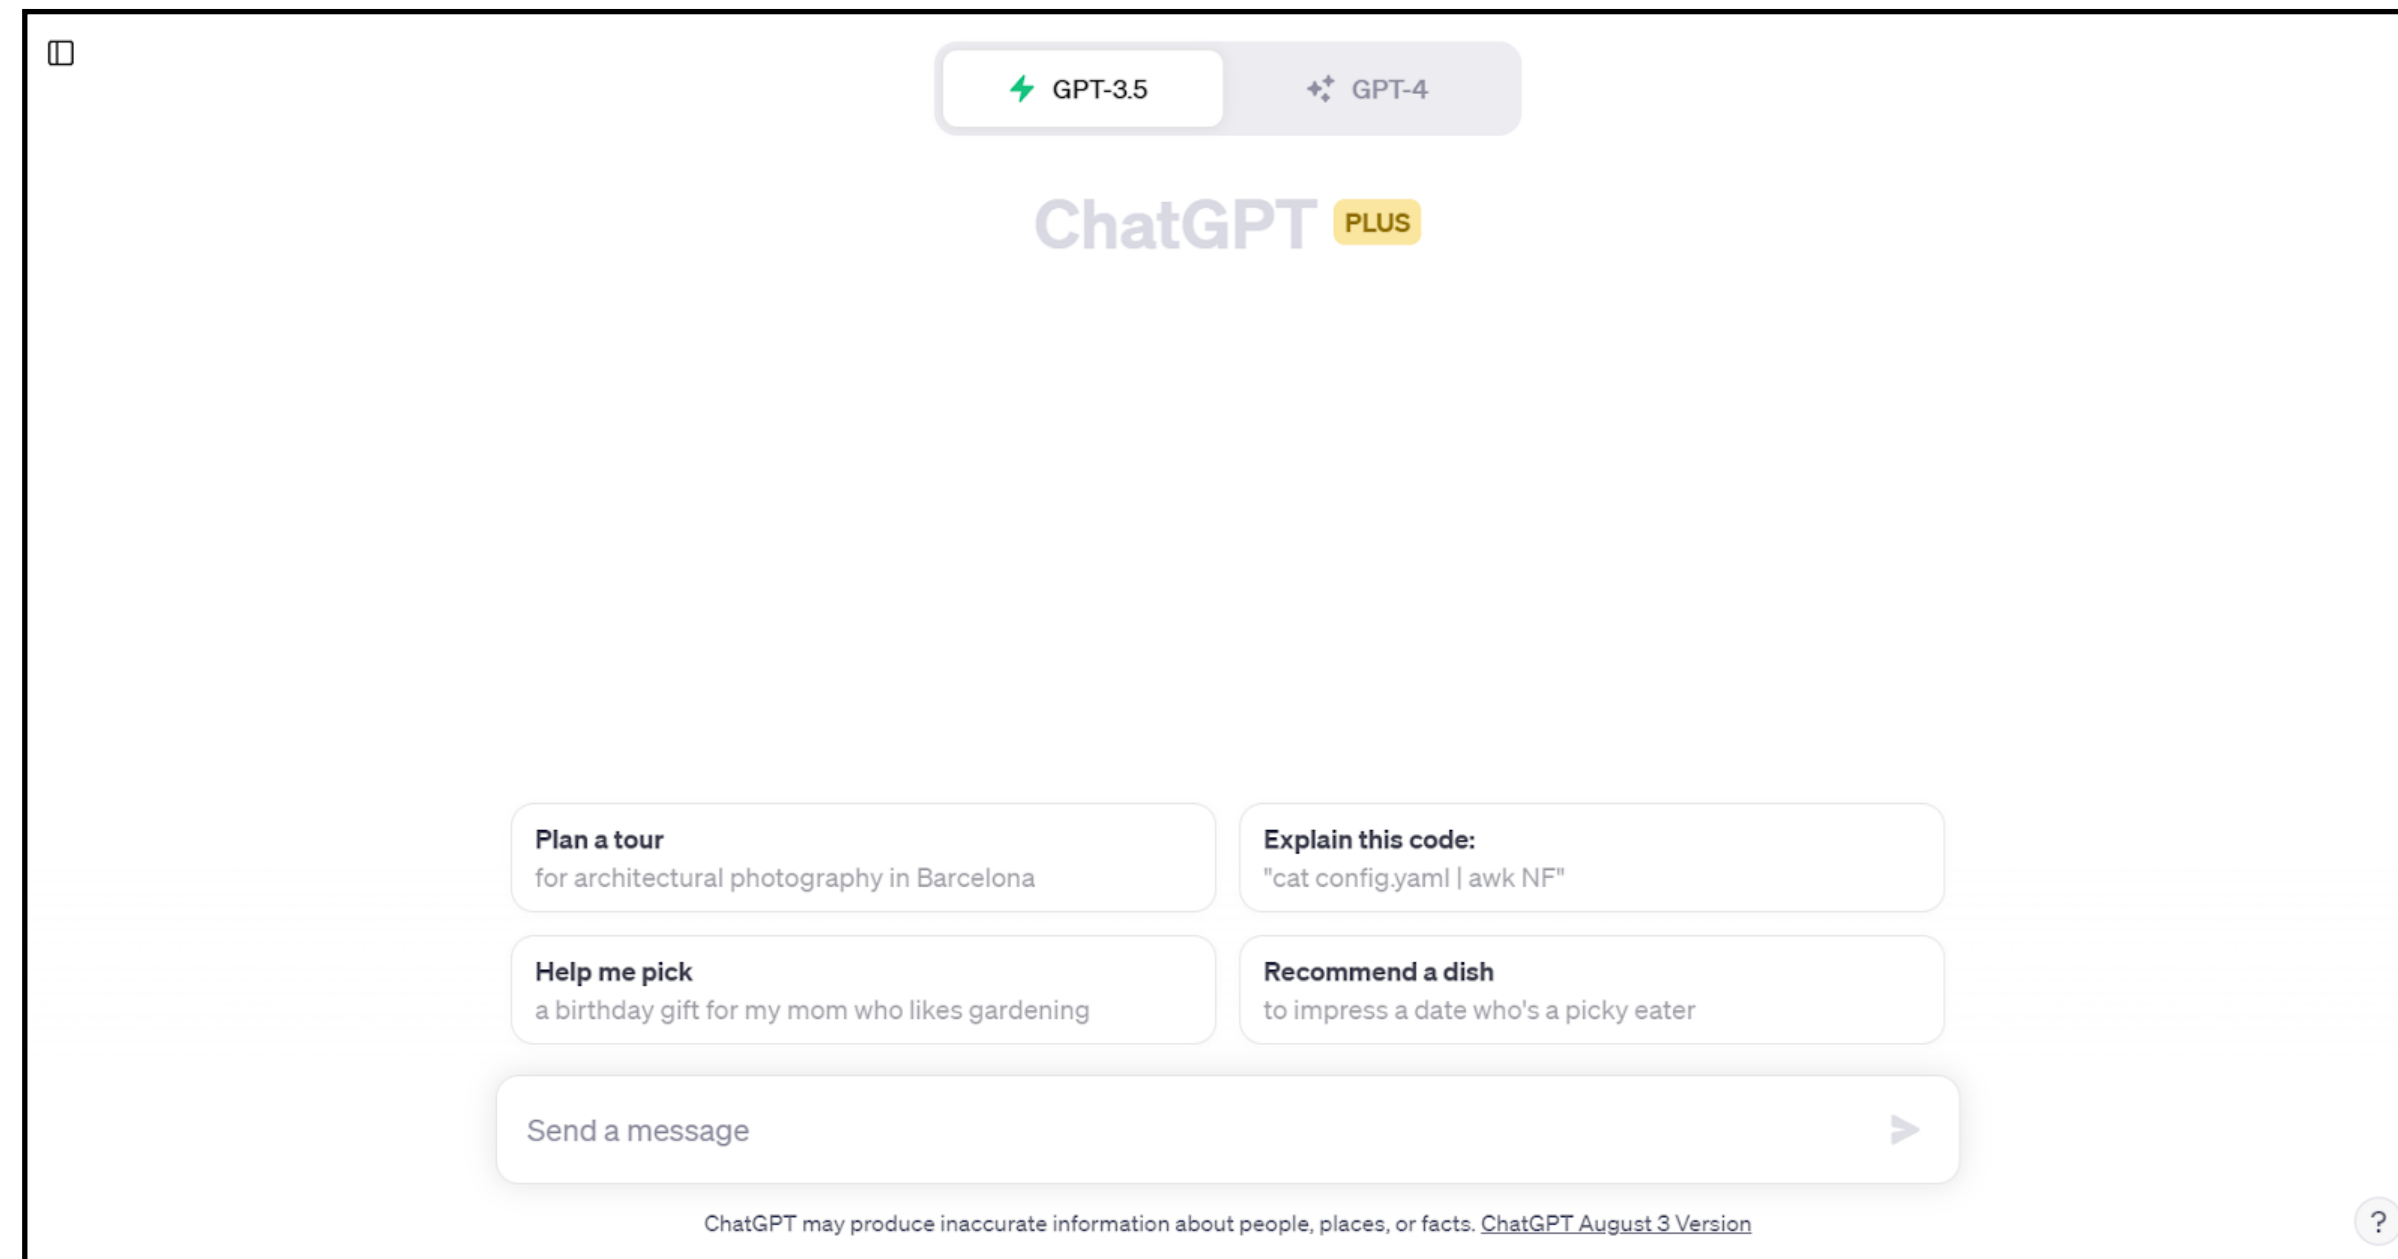 GPT-3.5
GPT-4
ChatGPT PLUS
Plan a tour
for architectural photography in Barcelona
Explain this code:
"cat config.yaml | awk NF"
Help me pick
a birthday gift for my mom who likes gardening
Recommend a dish
to impress a date who's a picky eater
Send a message
ChatGPT may produce inaccurate information about people, places, or facts. ChatGPT August 3 Version
?